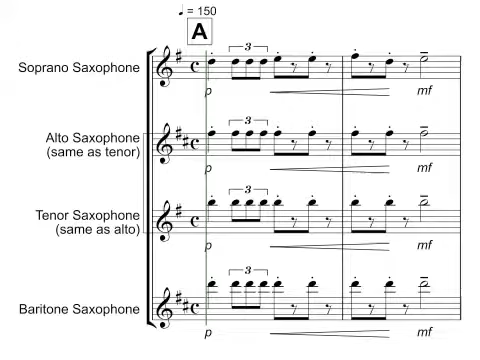 ♩ = 150
A
Soprano Saxophone
3
p
mf
Alto Saxophone
(same as tenor)
3
p
mf
Tenor Saxophone
(same as alto)
3
p
mf
Baritone Saxophone
3
p
mf